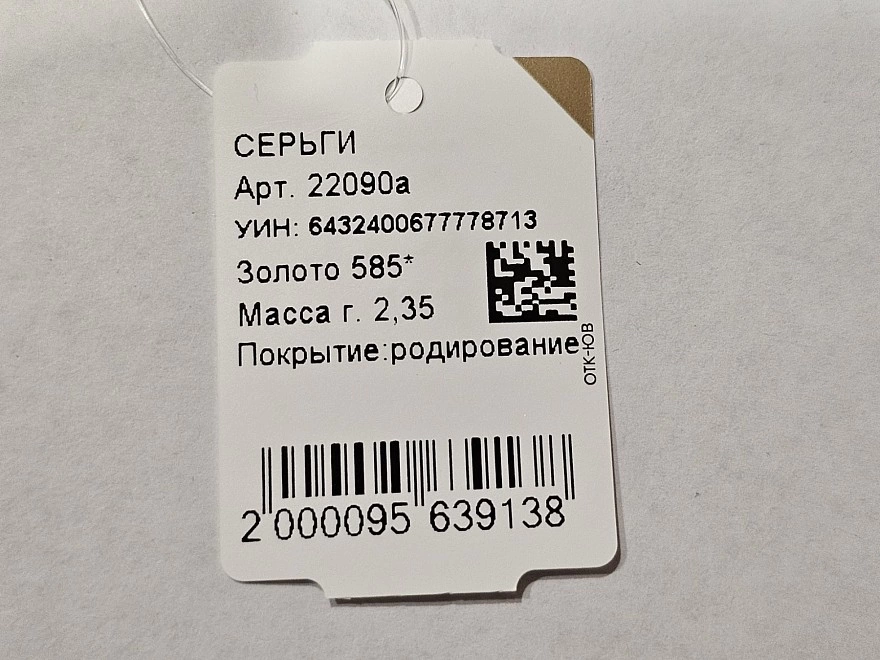 СЕРЬГИ
Арт. 22090а
УИН: 6432400677778713
Золото 585*
Масса г. 2,35
Покрытие:родирование
ОТК-ЮВ
2 000095 639138